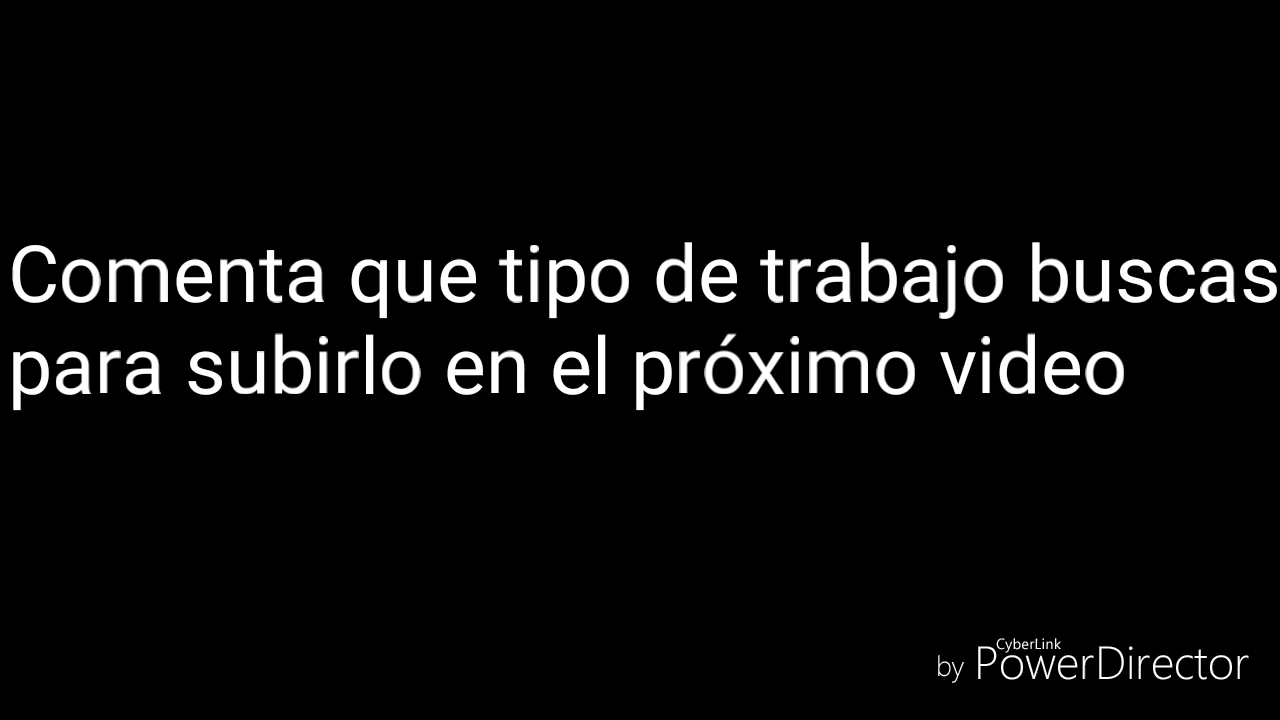 Comenta que tipo de trabajo buscas
para subirlo en el próximo video
CyberLink
by PowerDirector